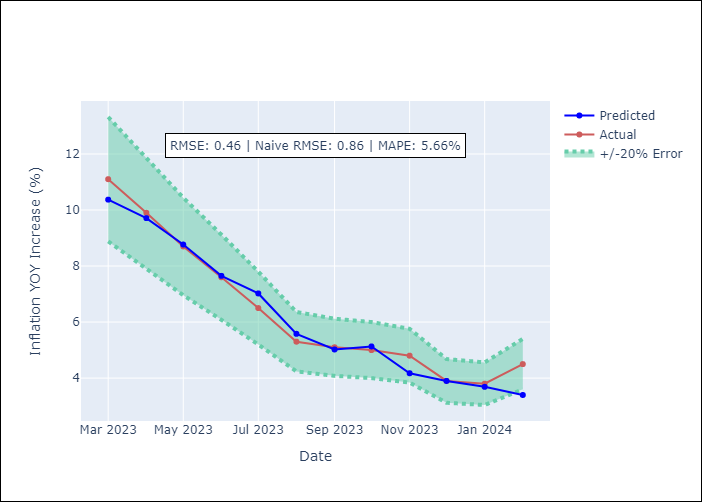 RMSE: 0.46 | Naive RMSE: 0.86 | MAPE: 5.66%
Predicted
Actual
+/-20% Error
Inflation YOY Increase (%)
12
10
8
6
4
Mar 2023 May 2023 Jul 2023 Sep 2023 Nov 2023 Jan 2024
Date